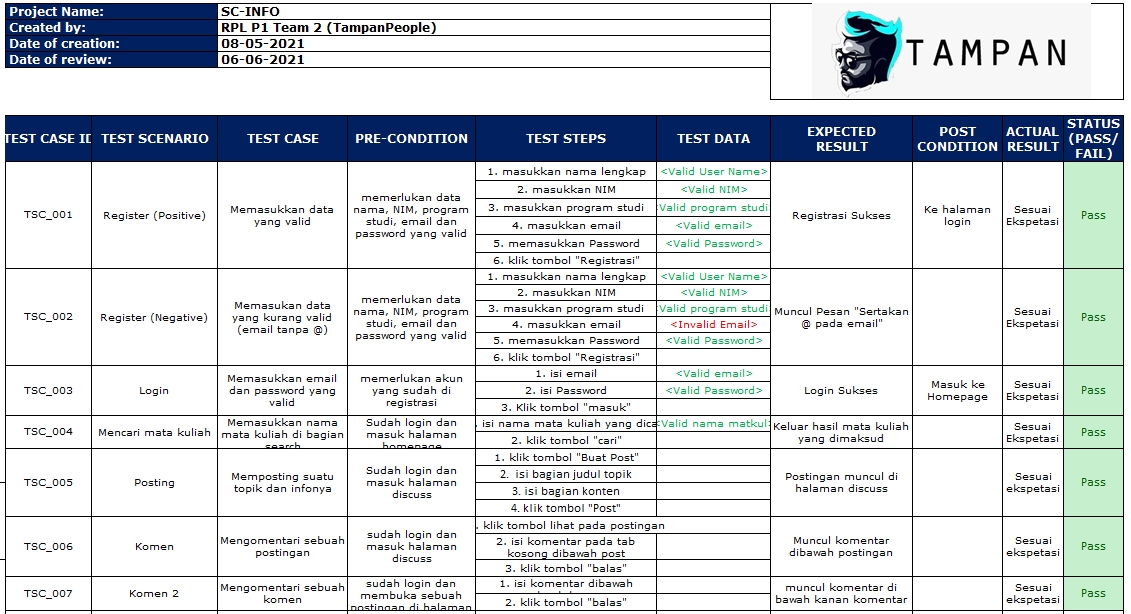 Project Name: SC-INFO
Created by: RPL P1 Team 2 (TampanPeople)
Date of creation: 08-05-2021
Date of review: 06-06-2021
TAMPAN
TEST CASE ID TEST SCENARIO TEST CASE PRE-CONDITION TEST STEPS TEST DATA EXPECTED RESULT POST CONDITION ACTUAL RESULT STATUS (PASS/ FAIL)
TSC_001
Register (Positive)
Memasukkan data
yang valid
memerlukan data
nama, NIM, program
studi, email dan
password yang valid
1. masukkan nama lengkap <Valid User Name>
2. masukkan NIM <Valid NIM>
3. masukkan program studi Valid program studi
4. masukkan email <Valid email>
5. memasukkan Password <Valid Password>
6. klik tombol "Registrasi"
Registrasi Sukses
Ke halaman
login
Sesuai
Ekspetasi
Pass
TSC_002
Register (Negative)
Memasukan data
yang kurang valid
(email tanpa @)
memerlukan data
nama, NIM, program
studi, email dan
password yang valid
1. masukkan nama lengkap <Valid User Name>
2. masukkan NIM <Valid NIM>
3. masukkan program studi Valid program studi
4. masukkan email <Invalid Email>
5. memasukkan Password <Valid Password>
6. klik tombol "Registrasi"
Muncul Pesan "Sertakan
@ pada email"
Sesuai
Ekspetasi
Pass
TSC_003
Login
Memasukkan email
dan password yang
valid
memerlukan akun
yang sudah di
registrasi
1. isi email <Valid email>
2. isi Password <Valid Password>
3. Klik tombol "masuk"
Login Sukses
Masuk ke
Homepage
Sesuai
Ekspetasi
Pass
TSC_004
Mencari mata kuliah
Memasukkan nama
mata kuliah di bagian
search
Sudah login dan
masuk halaman
homepage
. isi nama mata kuliah yang dica <Valid nama matkul>
2. klik tombol "cari"
Keluar hasil mata kuliah
yang dimaksud
Sesuai
Ekspetasi
Pass
TSC_005
Posting
Memposting suatu
topik dan infonya
Sudah login dan
masuk halaman
discuss
1. klik tombol "Buat Post"
2. isi bagian judul topik
3. isi bagian konten
4. klik tombol "Post"
Postingan muncul di
halaman discuss
Sesuai
ekspetasi
Pass
TSC_006
Komen
Mengomentari sebuah
postingan
sudah login dan
masuk halaman
discuss
. klik tombol lihat pada postingan
2. isi komentar pada tab
kosong dibawah post
3. klik tombol "balas"
Muncul komentar
dibawah postingan
Sesuai
ekspetasi
Pass
TSC_007
Komen 2
Mengomentari sebuah
komen
sudah login dan
membuka sebuah
postingan di halaman
1. isi komentar dibawah
2. klik tombol "balas"
muncul komentar di
bawah kanan komentar
Sesuai
ekspetasi
Pass